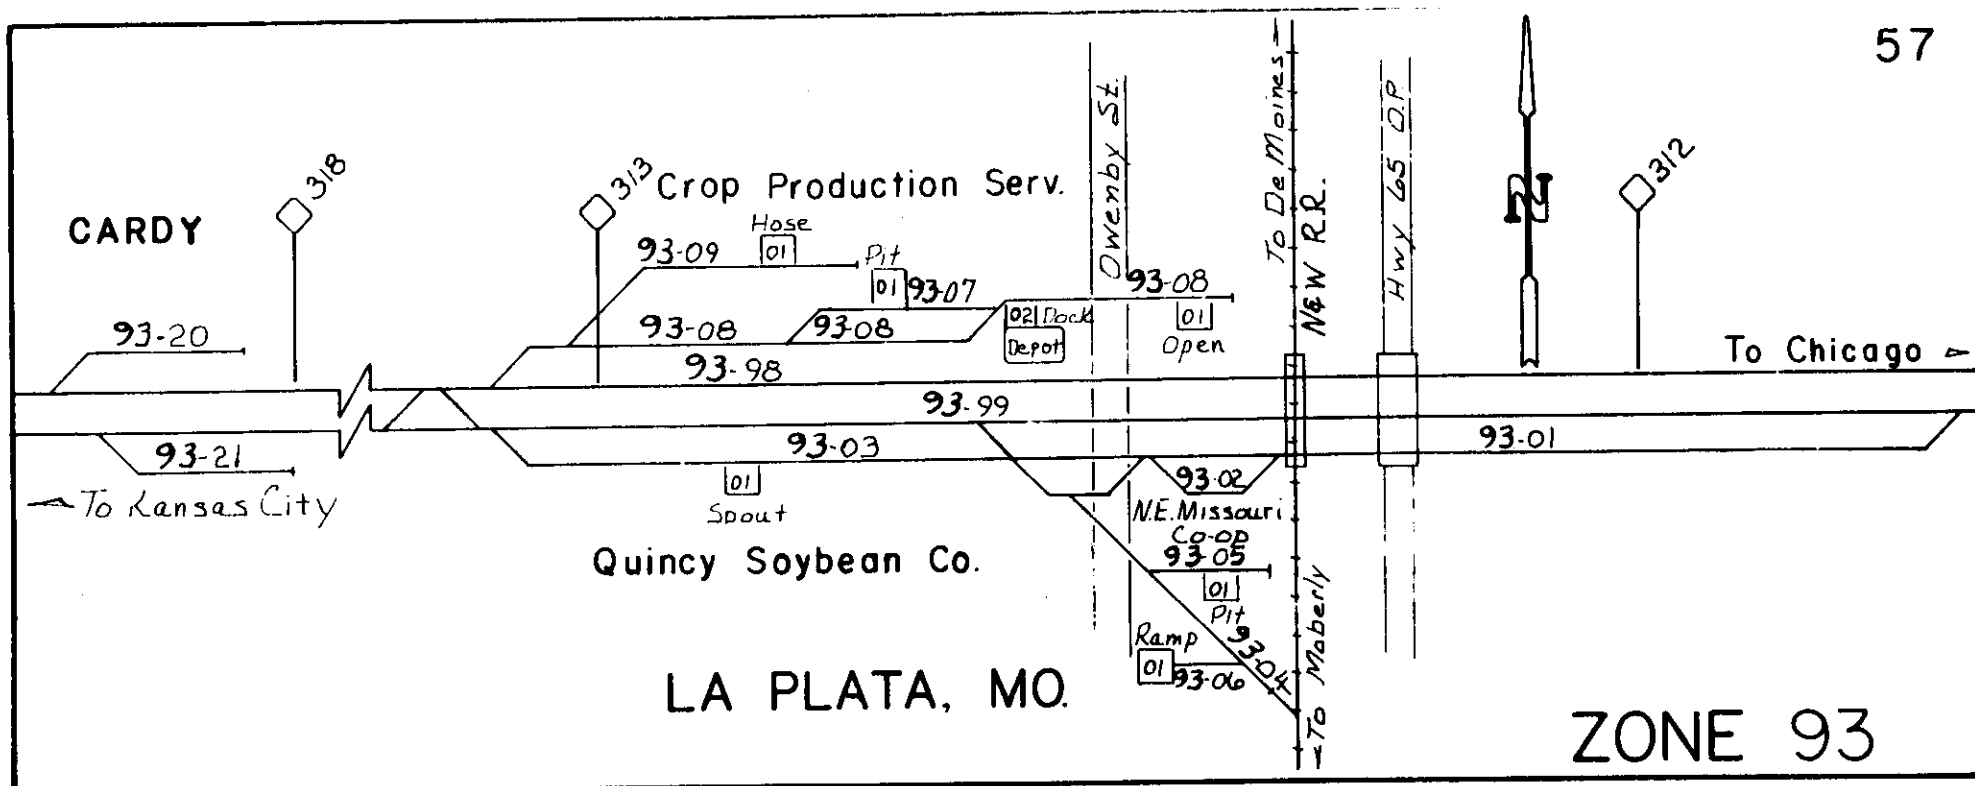 57
CARDY
318
313
Crop Production Serv.
Hose
01
93-09
Pit
01
93-07
Owenby St.
To De Moines
N&W R.R.
Hwy 65 O.P.
N
312
93-20
93-08
93-08
93-08
02 Dock
Depot
01
Open
To Chicago
93-98
93-99
93-21
93-03
93-01
To Kansas City
01
Spout
93-02
N.E. Missouri
Co-op
Quincy Soybean Co.
93-05
01
Pit
Ramp
01
93-06
93-04
To Moberly
LA PLATA, MO.
ZONE 93